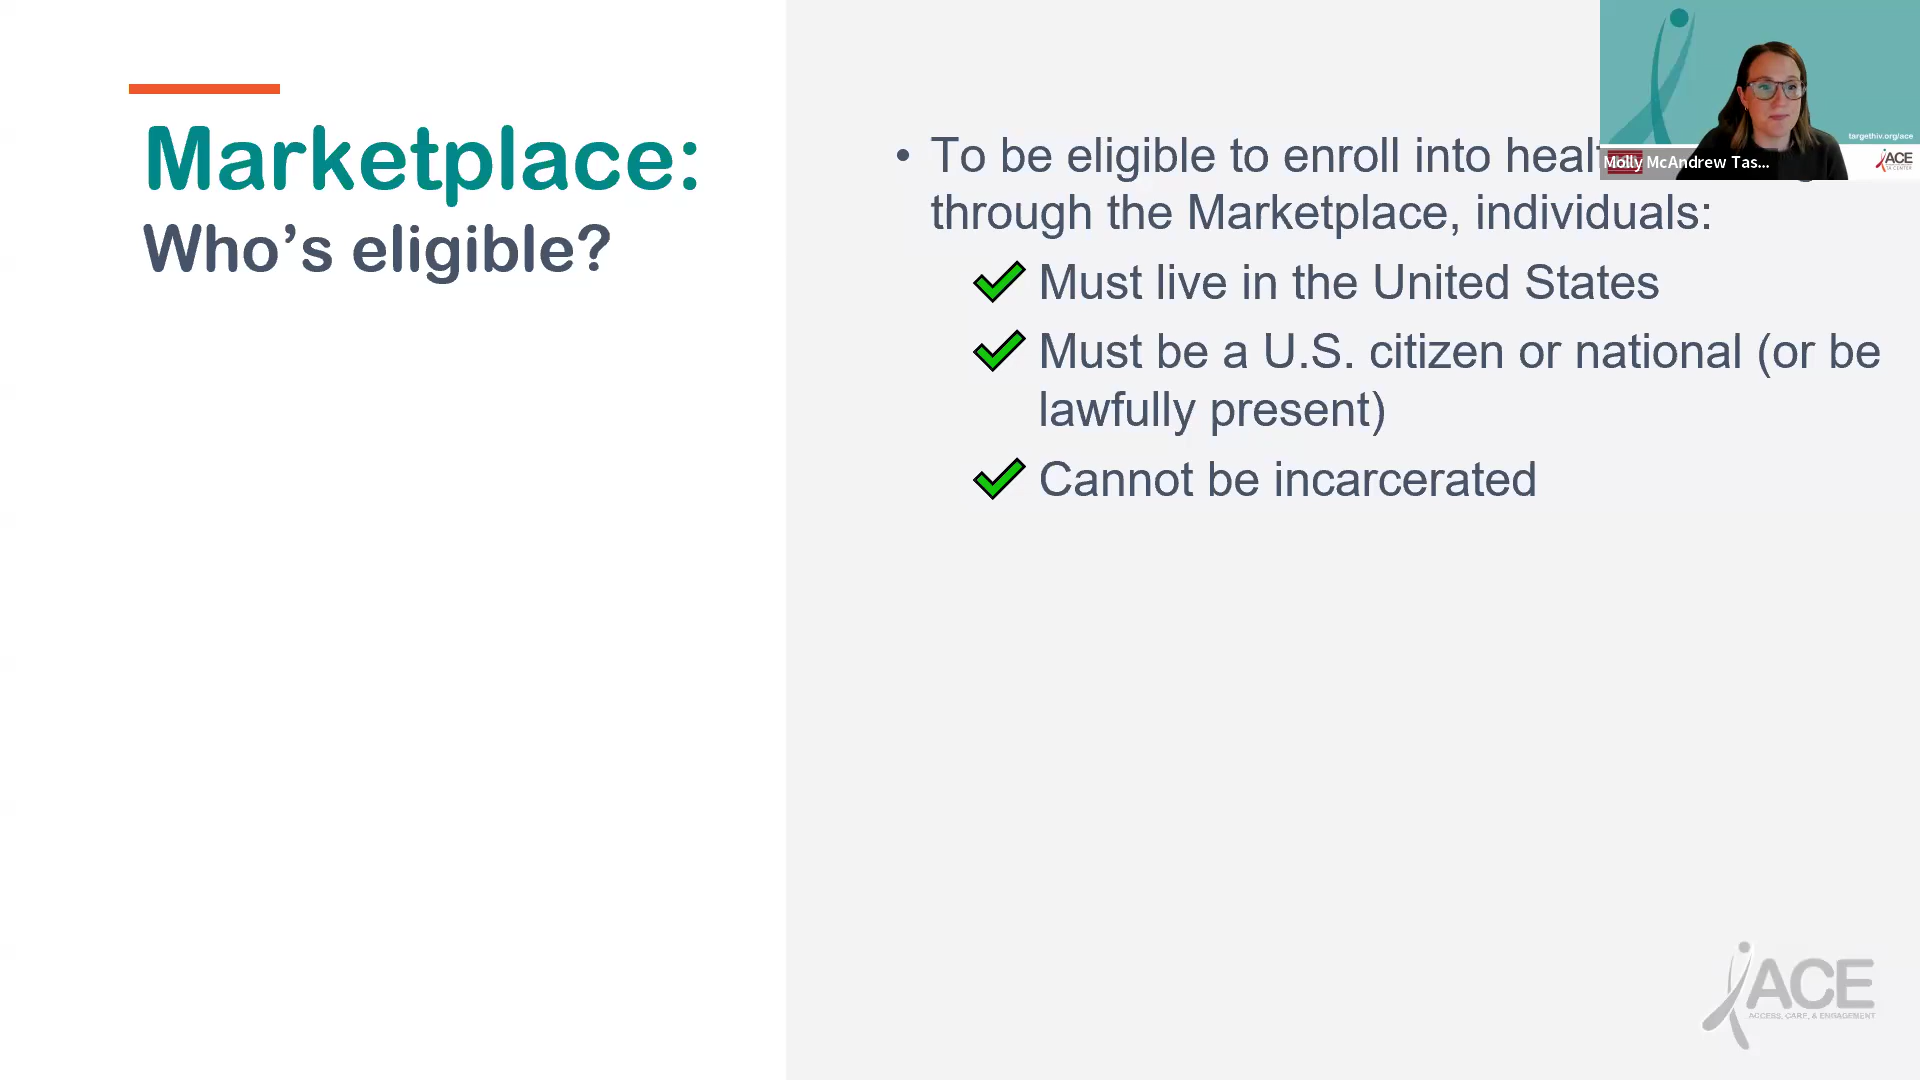 Marketplace:
Who's eligible?
• To be eligible to enroll into
through the Marketplace, individuals:
Must live in the United States
Must be a U.S. citizen or national (or be
lawfully present)
Cannot be incarcerated
targethiv.org/ace
Molly McAndrew Tas...
ACE
TA CENTER
ACE
ACCESS, CARE, & ENGAGEMENT